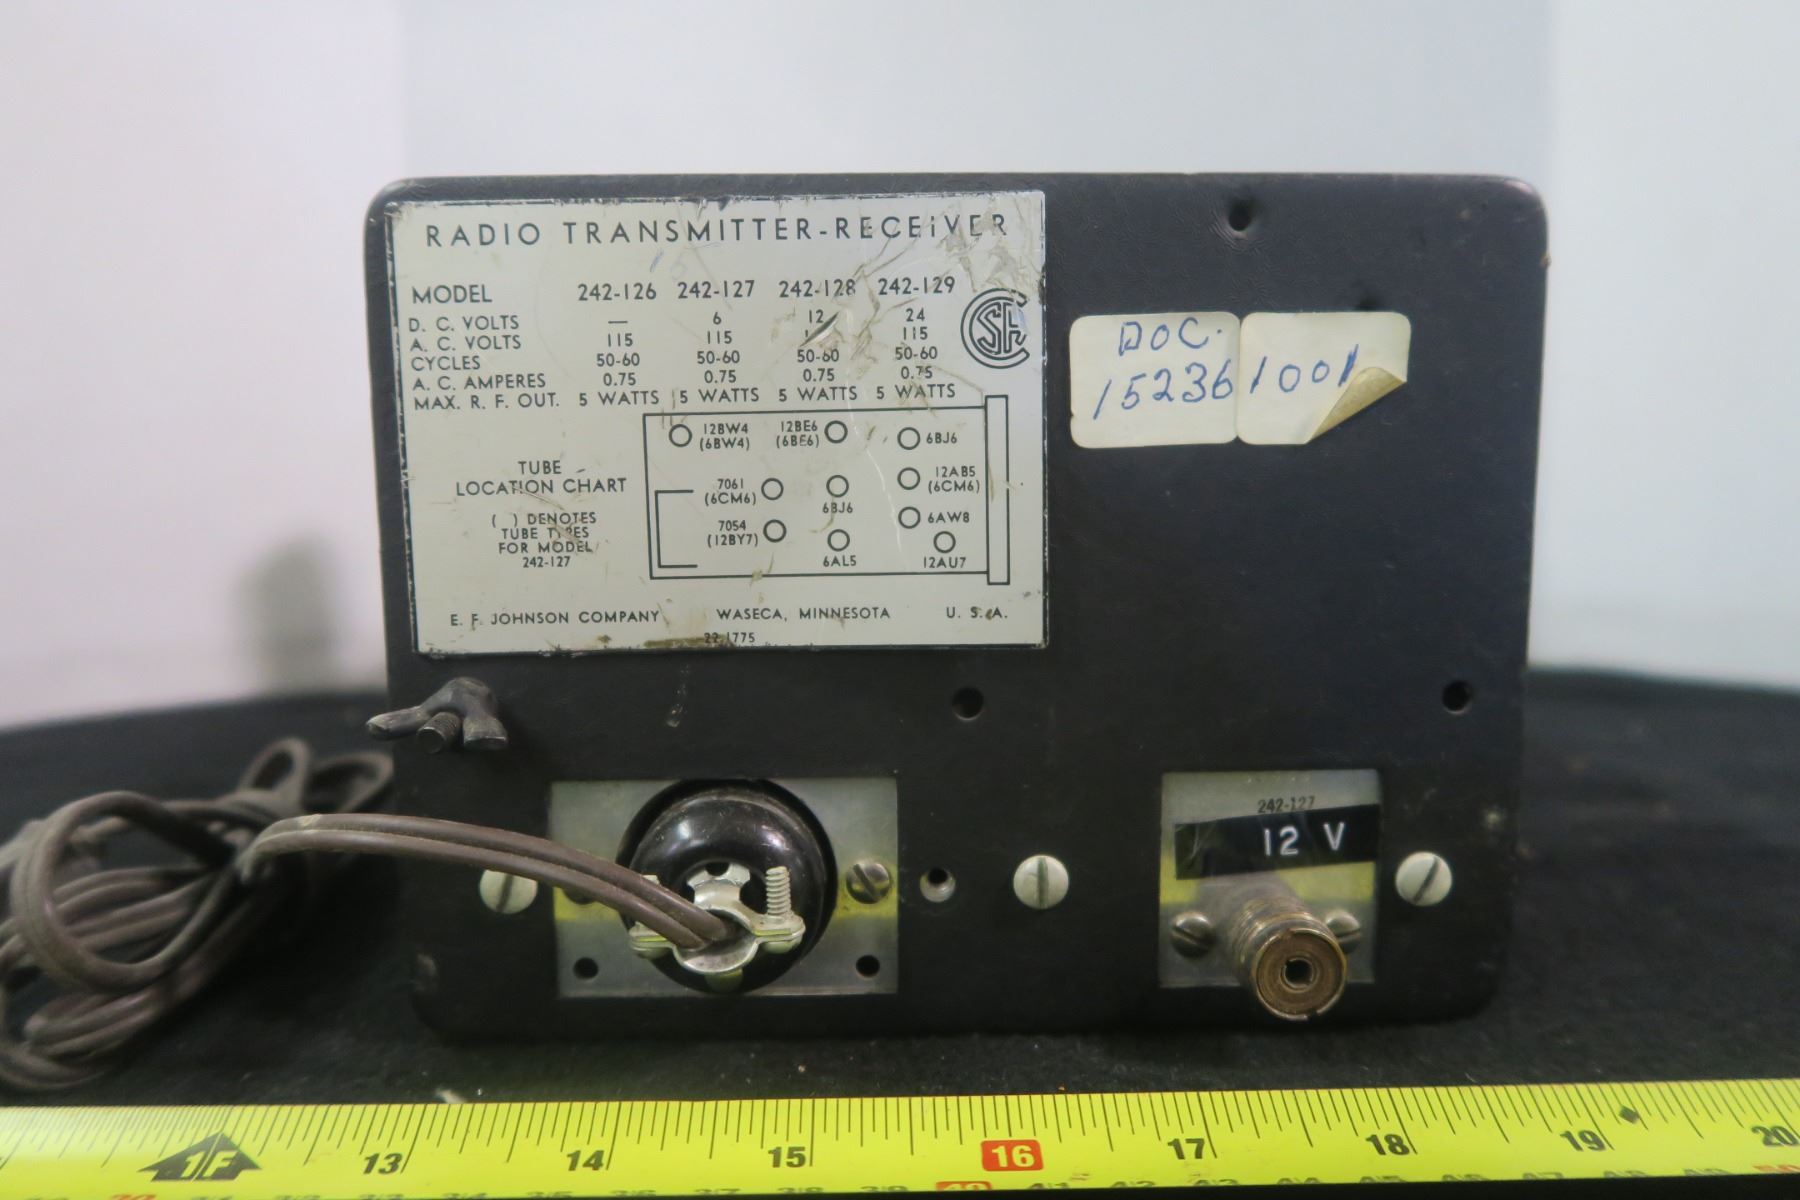 RADIO TRANSMITTER-RECEIVER
MODEL 242-126 242-127 242-128 242-129
D. C. VOLTS — 6 12 24
A. C. VOLTS 115 115 115
CYCLES 50-60 50-60 50-60 50-60
A. C. AMPERES 0.75 0.75 0.75 0.75
MAX. R. F. OUT. 5 WATTS 5 WATTS 5 WATTS 5 WATTS
TUBE
LOCATION CHART
( ) DENOTES
TUBE TYPES
FOR MODEL
242-127
12BW4
(6BW4)
12BE6
(6BE6)
6BJ6
7061
(6CM6)
6BJ6
12AB5
(6CM6)
7054
(12BY7)
6AL5
6AW8
12AU7
E. F. JOHNSON COMPANY WASECA, MINNESOTA U. S. A.
22.1775
DOC.
152361001
242-127
12 V
1F 13 14 15 16 17 18 19 20